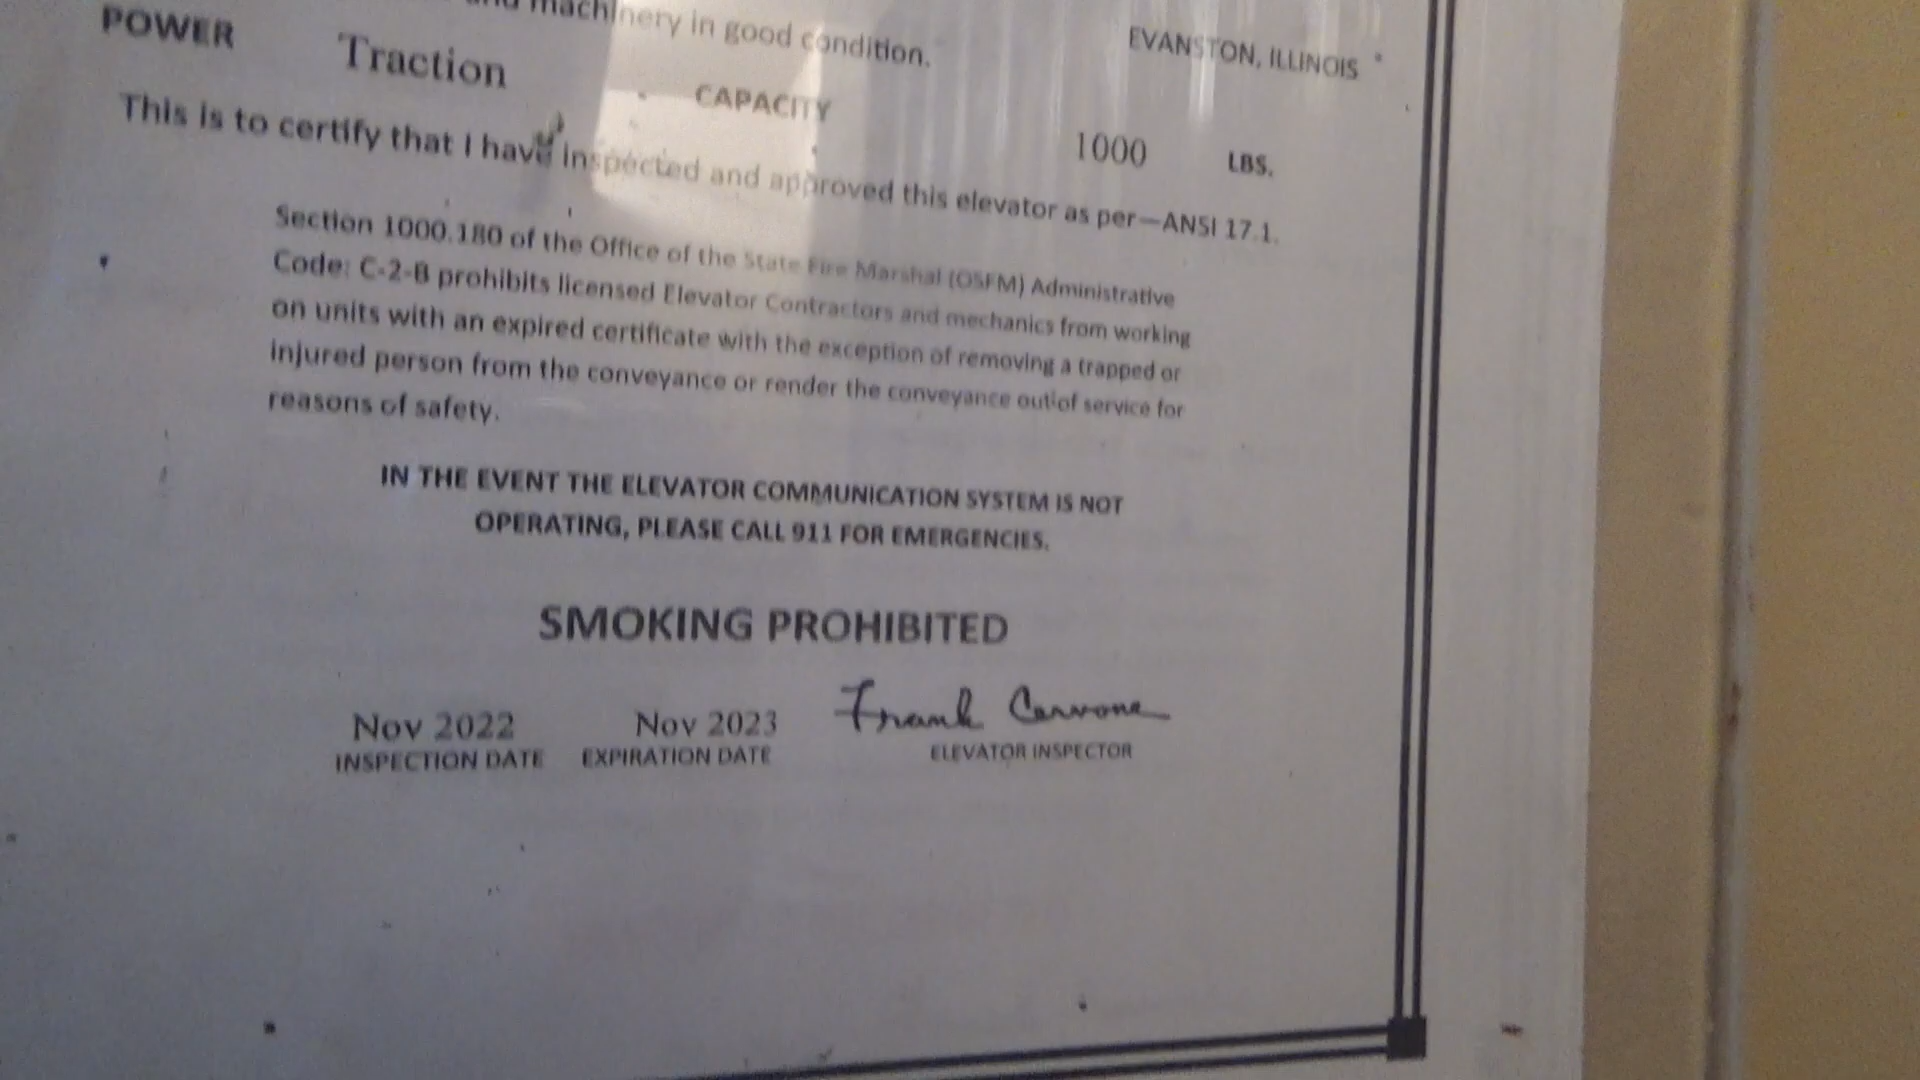 and machinery in good condition.
EVANSTON, ILLINOIS
POWER Traction
CAPACITY 1000 LBS.
This is to certify that I have inspected and approved this elevator as per—ANSI 17.1.
Section 1000.180 of the Office of the State Fire Marshal (OSFM) Administrative
Code: C-2-B prohibits licensed Elevator Contractors and mechanics from working
on units with an expired certificate with the exception of removing a trapped or
injured person from the conveyance or render the conveyance out of service for
reasons of safety.
IN THE EVENT THE ELEVATOR COMMUNICATION SYSTEM IS NOT
OPERATING, PLEASE CALL 911 FOR EMERGENCIES.
SMOKING PROHIBITED
Nov 2022 Nov 2023 Frank Cervone
INSPECTION DATE EXPIRATION DATE ELEVATOR INSPECTOR